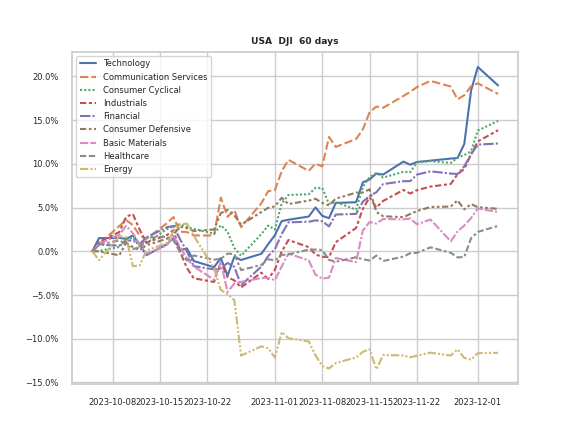 USA DJI 60 days
Technology
Communication Services
Consumer Cyclical
Industrials
Financial
Consumer Defensive
Basic Materials
Healthcare
Energy
20.0%
15.0%
10.0%
5.0%
0.0%
−5.0%
−10.0%
−15.0%
2023-10-08 2023-10-15 2023-10-22 2023-11-01 2023-11-08 2023-11-15 2023-11-22 2023-12-01